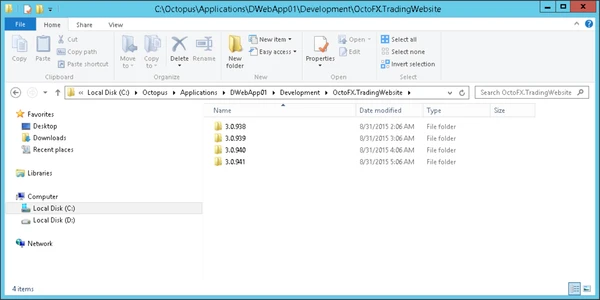 C:\Octopus\Applications\DWebApp01\Development\OctoFX.TradingWebsite
File Home Share View
Copy Paste Cut Copy path Paste shortcut Move to Copy to Delete Rename New folder New item Easy access Properties Open Edit History Select all Select none Invert selection
Clipboard Organize New Open Select
« Local Disk (C:) Octopus Applications DWebApp01 Development OctoFX.TradingWebsite Search OctoFX.TradingWebsite
Favorites
Desktop
Downloads
Recent places
Libraries
Computer
Local Disk (C:)
Local Disk (D:)
Network
Name Date modified Type Size
3.0.938 8/31/2015 2:06 AM File folder
3.0.939 8/31/2015 3:06 AM File folder
3.0.940 8/31/2015 4:06 AM File folder
3.0.941 8/31/2015 5:06 AM File folder
4 items